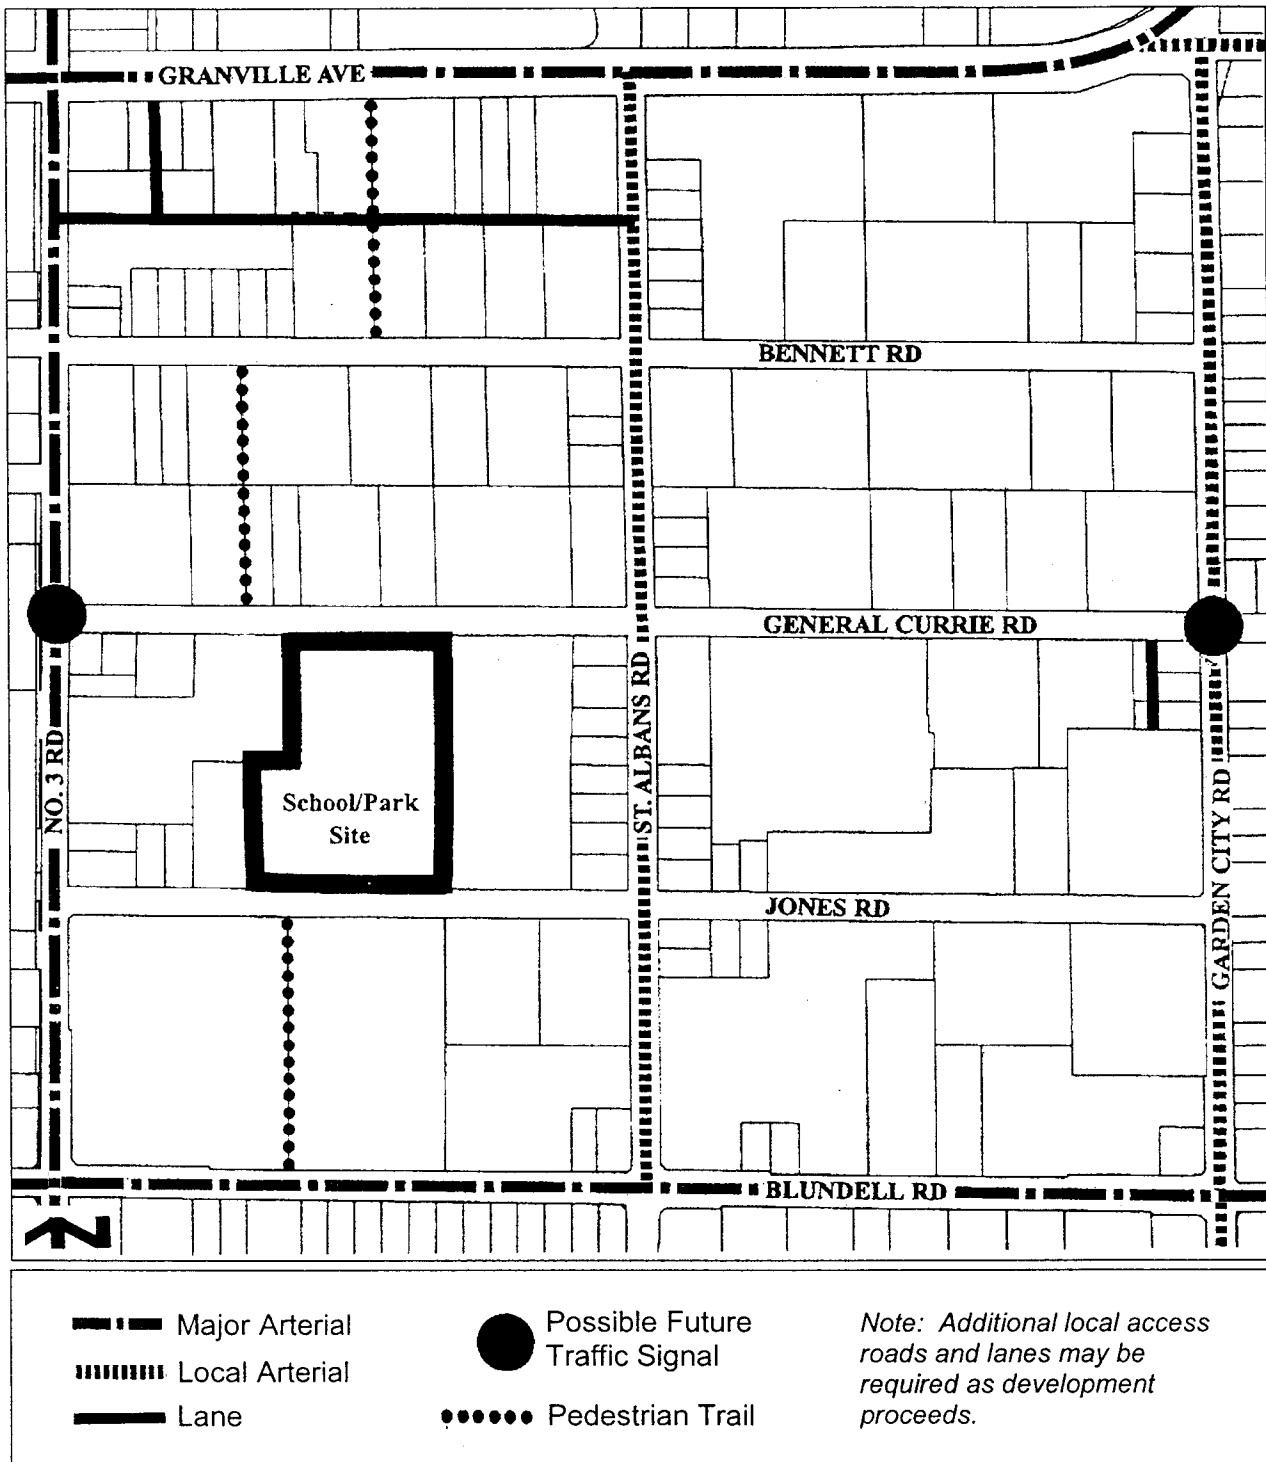 GRANVILLE AVE
BENNETT RD
GENERAL CURRIE RD
NO. 3 RD
ST. ALBANS RD
GARDEN CITY RD
School/Park
Site
JONES RD
BLUNDELL RD
N
Major Arterial
Local Arterial
Lane
Possible Future
Traffic Signal
Pedestrian Trail
Note: Additional local access
roads and lanes may be
required as development
proceeds.